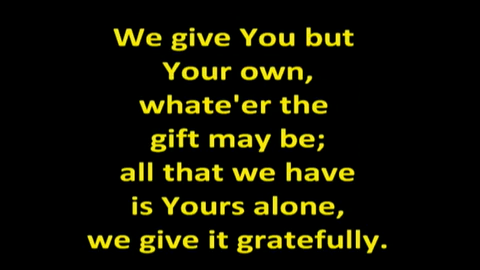 We give You but
Your own,
whate'er the
gift may be;
all that we have
is Yours alone,
we give it gratefully.